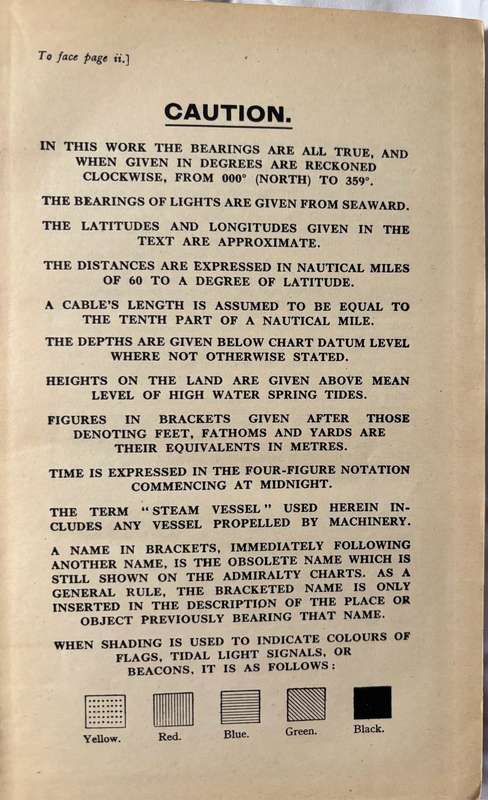 To face page ii.]
CAUTION.
IN THIS WORK THE BEARINGS ARE ALL TRUE, AND
WHEN GIVEN IN DEGREES ARE RECKONED
CLOCKWISE, FROM 000° (NORTH) TO 359°.
THE BEARINGS OF LIGHTS ARE GIVEN FROM SEAWARD.
THE LATITUDES AND LONGITUDES GIVEN IN THE
TEXT ARE APPROXIMATE.
THE DISTANCES ARE EXPRESSED IN NAUTICAL MILES
OF 60 TO A DEGREE OF LATITUDE.
A CABLE'S LENGTH IS ASSUMED TO BE EQUAL TO
THE TENTH PART OF A NAUTICAL MILE.
THE DEPTHS ARE GIVEN BELOW CHART DATUM LEVEL
WHERE NOT OTHERWISE STATED.
HEIGHTS ON THE LAND ARE GIVEN ABOVE MEAN
LEVEL OF HIGH WATER SPRING TIDES.
FIGURES IN BRACKETS GIVEN AFTER THOSE
DENOTING FEET, FATHOMS AND YARDS ARE
THEIR EQUIVALENTS IN METRES.
TIME IS EXPRESSED IN THE FOUR-FIGURE NOTATION
COMMENCING AT MIDNIGHT.
THE TERM "STEAM VESSEL" USED HEREIN IN-
CLUDES ANY VESSEL PROPELLED BY MACHINERY.
A NAME IN BRACKETS, IMMEDIATELY FOLLOWING
ANOTHER NAME, IS THE OBSOLETE NAME WHICH IS
STILL SHOWN ON THE ADMIRALTY CHARTS. AS A
GENERAL RULE, THE BRACKETED NAME IS ONLY
INSERTED IN THE DESCRIPTION OF THE PLACE OR
OBJECT PREVIOUSLY BEARING THAT NAME.
WHEN SHADING IS USED TO INDICATE COLOURS OF
FLAGS, TIDAL LIGHT SIGNALS, OR
BEACONS, IT IS AS FOLLOWS:
Yellow. Red. Blue. Green. Black.